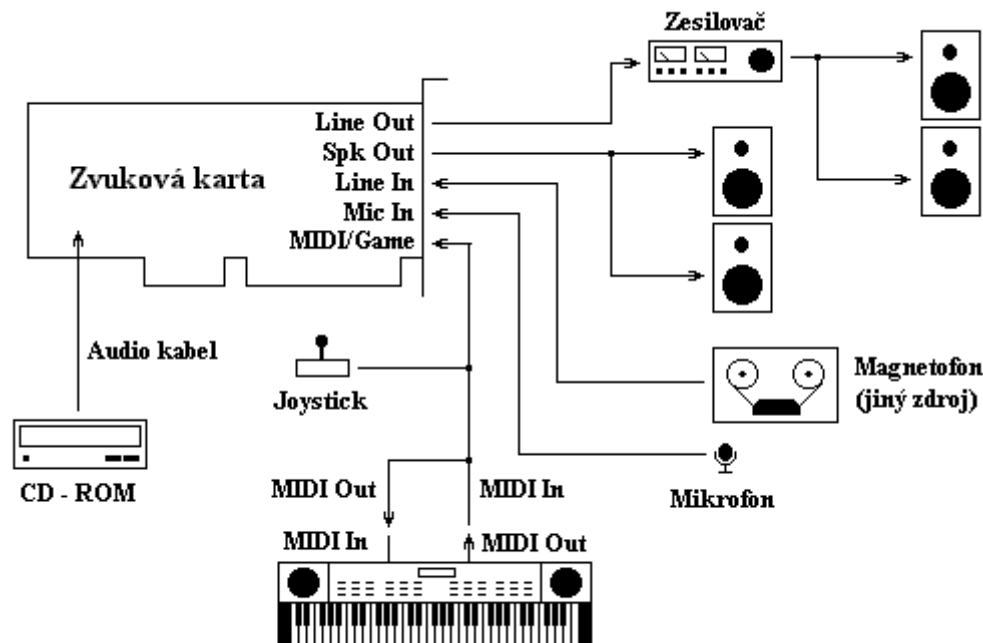 Zesilovač
Line Out
Spk Out
Zvuková karta
Line In
Mic In
MIDI/Game
Audio kabel
Joystick
Magnetofon
(jiný zdroj)
CD - ROM
MIDI Out
MIDI In
Mikrofon
MIDI In
MIDI Out